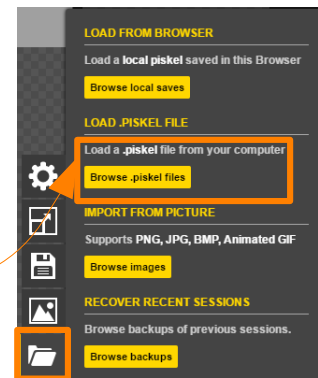 LOAD FROM BROWSER
Load a local piskel saved in this Browser
Browse local saves
LOAD .PISKEL FILE
Load a .piskel file from your computer
Browse .piskel files
IMPORT FROM PICTURE
Supports PNG, JPG, BMP, Animated GIF
Browse images
RECOVER RECENT SESSIONS
Browse backups of previous sessions.
Browse backups